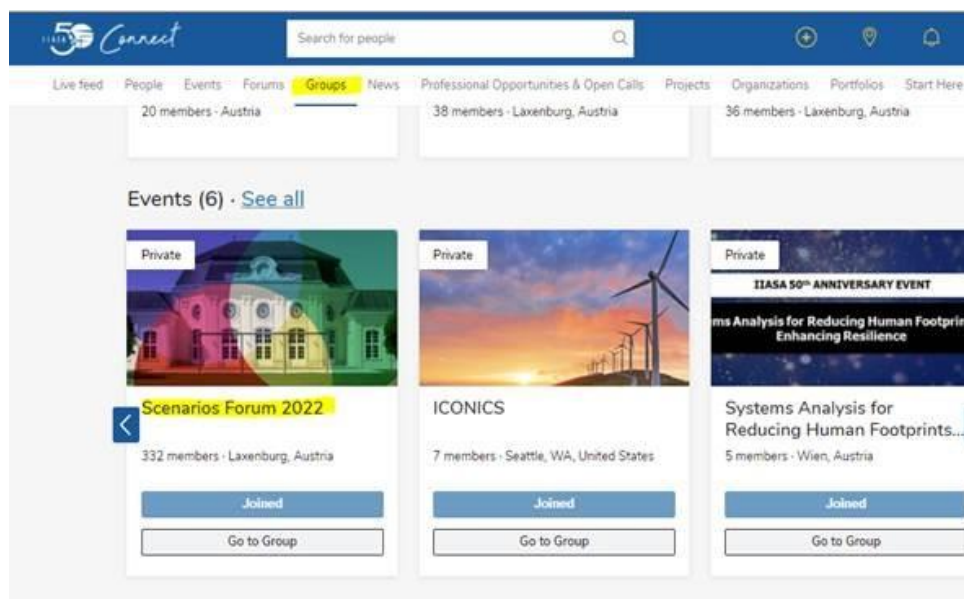 IIASA 50 Connect
Search for people
Live feed People Events Forums Groups News Professional Opportunities & Open Calls Projects Organizations Portfolios Start Here
20 members · Austria
38 members · Laxenburg, Austria
36 members · Laxenburg, Austria
Events (6) · See all
Private
Private
Private
IIASA 50th ANNIVERSARY EVENT
ms Analysis for Reducing Human Footprin
Enhancing Resilience
Scenarios Forum 2022
332 members · Laxenburg, Austria
Joined
Go to Group
ICONICS
7 members · Seattle, WA, United States
Joined
Go to Group
Systems Analysis for
Reducing Human Footprints...
5 members · Wien, Austria
Joined
Go to Group